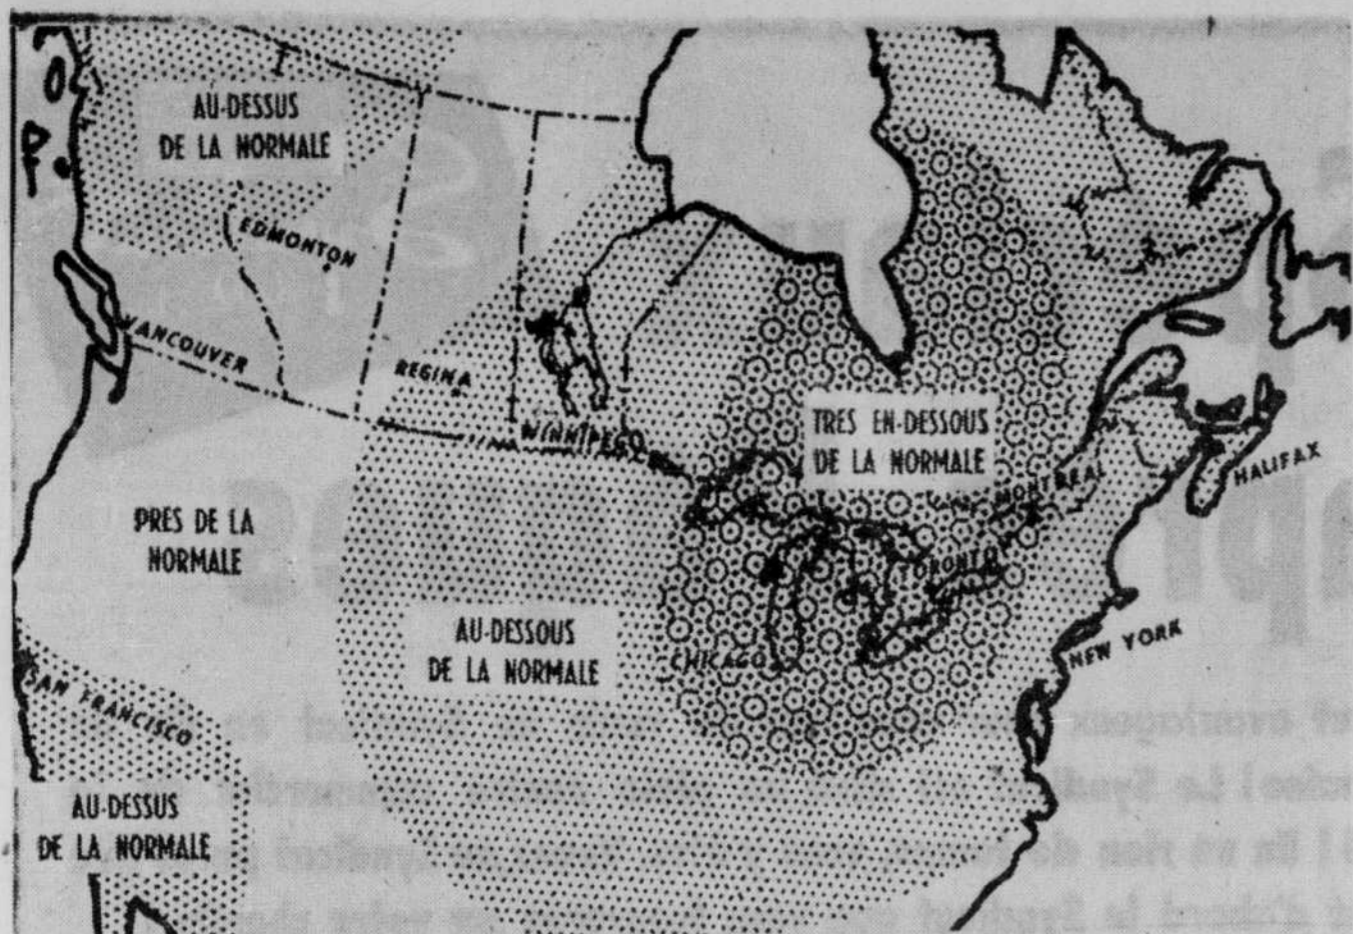 AU-DESSUS
DE LA NORMALE
EDMONTON
VANCOUVER
REGINA
WINNIPEG
TRES EN-DESSOUS
DE LA NORMALE
MONTREAL
HALIFAX
PRES DE LA
NORMALE
TORONTO
AU-DESSOUS
DE LA NORMALE
CHICAGO
NEW YORK
SAN FRANCISCO
AU-DESSUS
DE LA NORMALE